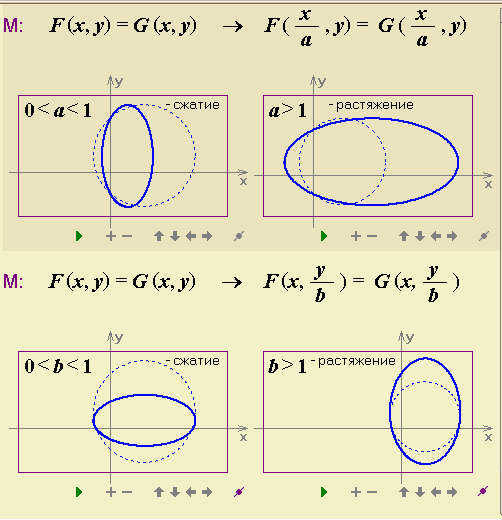 М: F(x, y) = G(x, y) → F(x/a, y) = G(x/a, y)
y y
0 < a < 1 - сжатие a > 1 - растяжение
x x
М: F(x, y) = G(x, y) → F(x, y/b) = G(x, y/b)
y y
0 < b < 1 - сжатие b > 1 - растяжение
x x